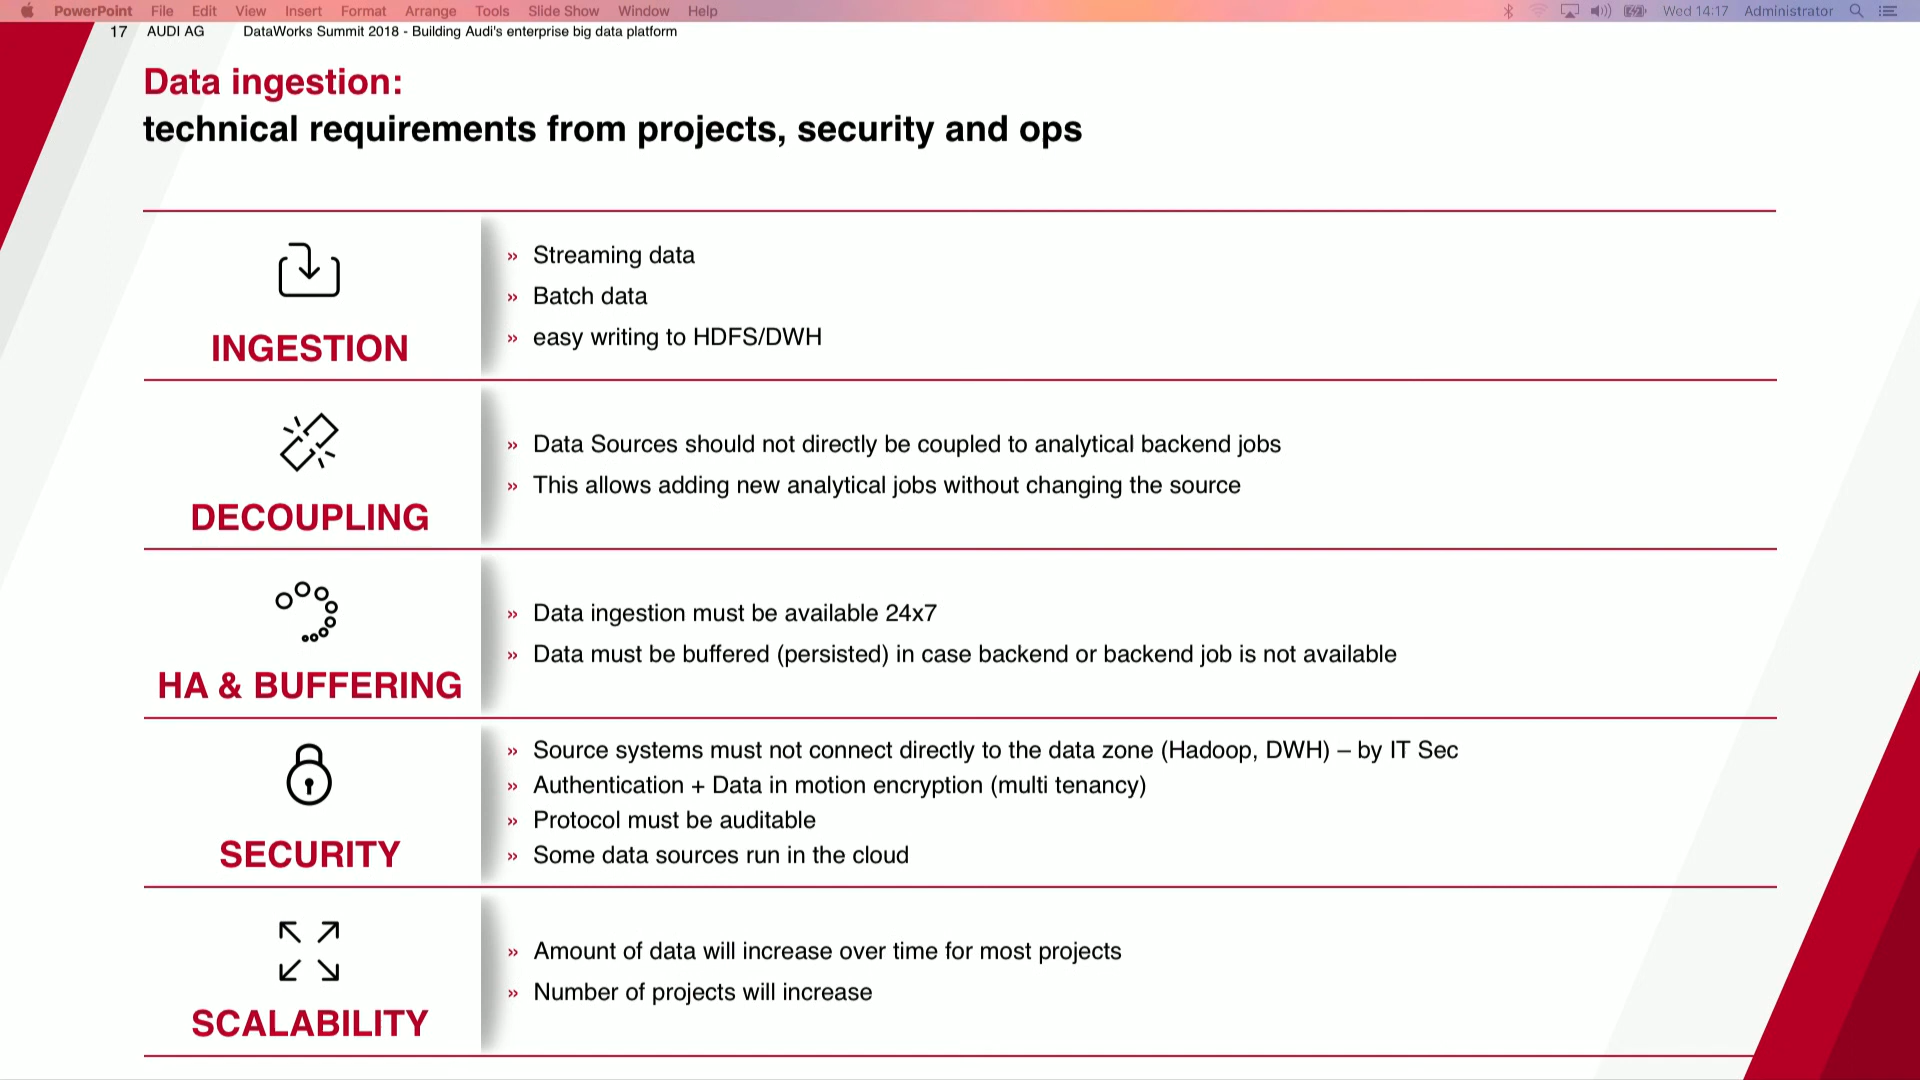 PowerPoint File Edit View Insert Format Arrange Tools Slide Show Window Help Wed 14:17 Administrator
17 AUDI AG DataWorks Summit 2018 - Building Audi's enterprise big data platform
Data ingestion:
technical requirements from projects, security and ops
INGESTION
» Streaming data
» Batch data
» easy writing to HDFS/DWH
DECOUPLING
» Data Sources should not directly be coupled to analytical backend jobs
» This allows adding new analytical jobs without changing the source
HA & BUFFERING
» Data ingestion must be available 24x7
» Data must be buffered (persisted) in case backend or backend job is not available
SECURITY
» Source systems must not connect directly to the data zone (Hadoop, DWH) – by IT Sec
» Authentication + Data in motion encryption (multi tenancy)
» Protocol must be auditable
» Some data sources run in the cloud
SCALABILITY
» Amount of data will increase over time for most projects
» Number of projects will increase